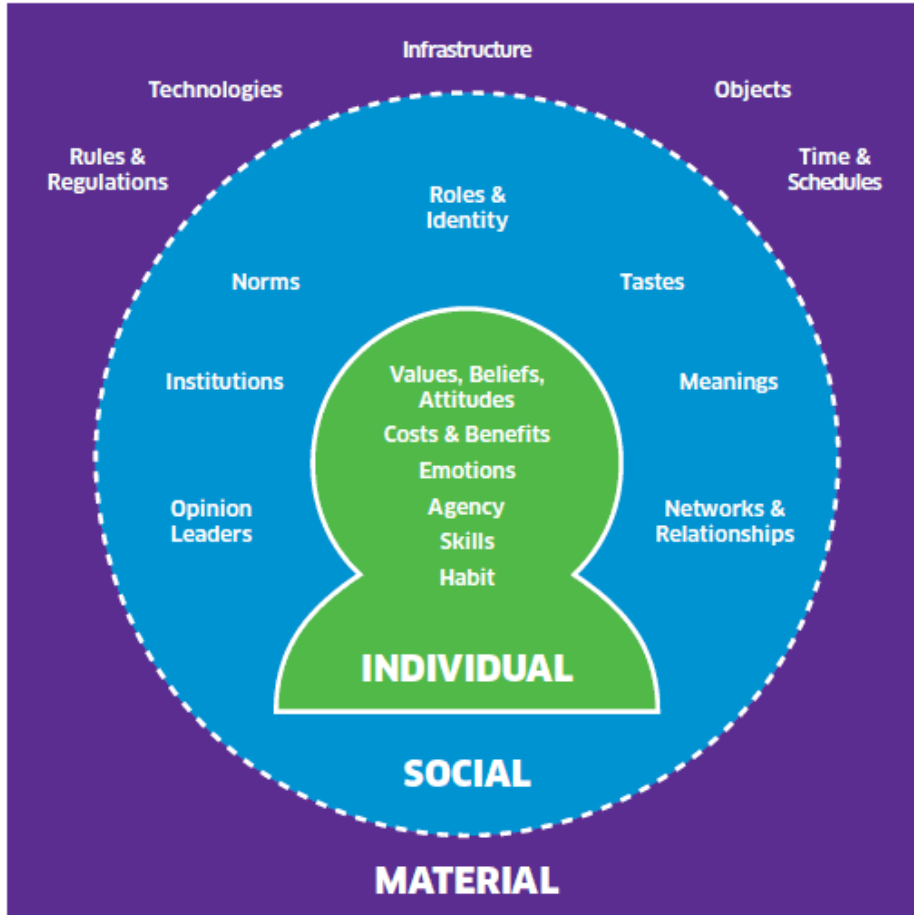 Infrastructure
Technologies
Objects
Rules &
Regulations
Time &
Schedules
Roles &
Identity
Norms
Tastes
Institutions
Values, Beliefs,
Attitudes
Meanings
Costs & Benefits
Emotions
Opinion
Leaders
Agency
Networks &
Relationships
Skills
Habit
INDIVIDUAL
SOCIAL
MATERIAL